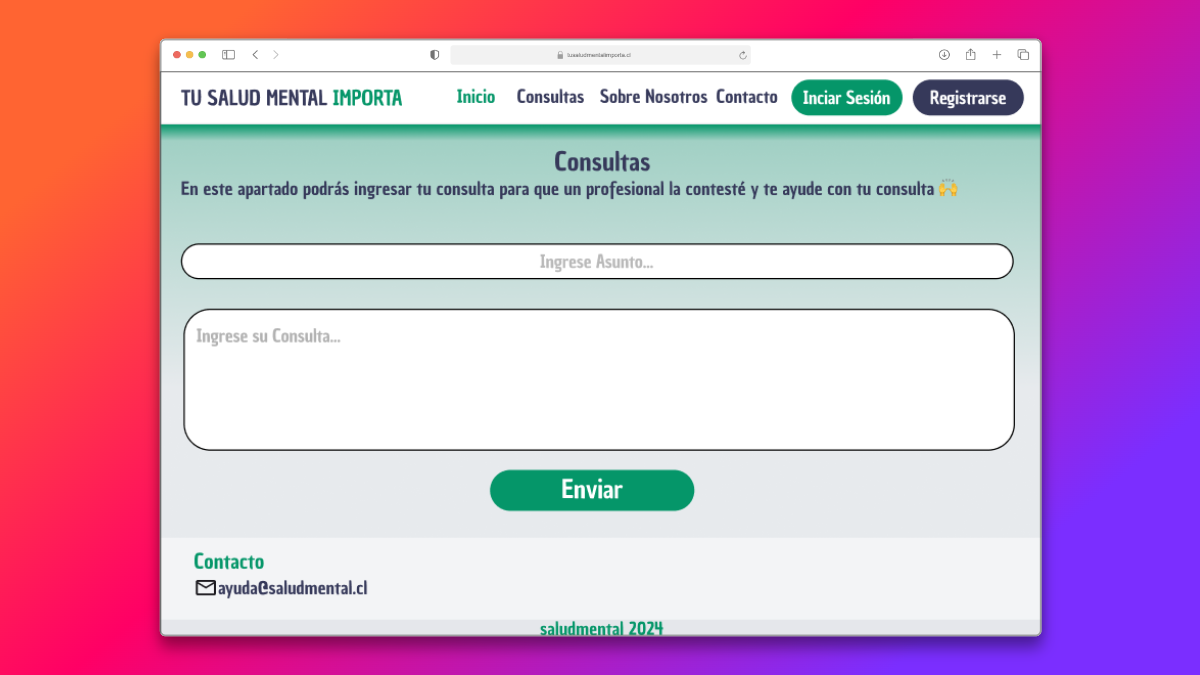 tusaludmentalimporta.cl
TU SALUD MENTAL IMPORTA Inicio Consultas Sobre Nosotros Contacto Inciar Sesión Registrarse
Consultas
En este apartado podrás ingresar tu consulta para que un profesional la contesté y te ayude con tu consulta 🙌
Ingrese Asunto...
Ingrese su Consulta...
Enviar
Contacto
ayuda@saludmental.cl
saludmental 2024